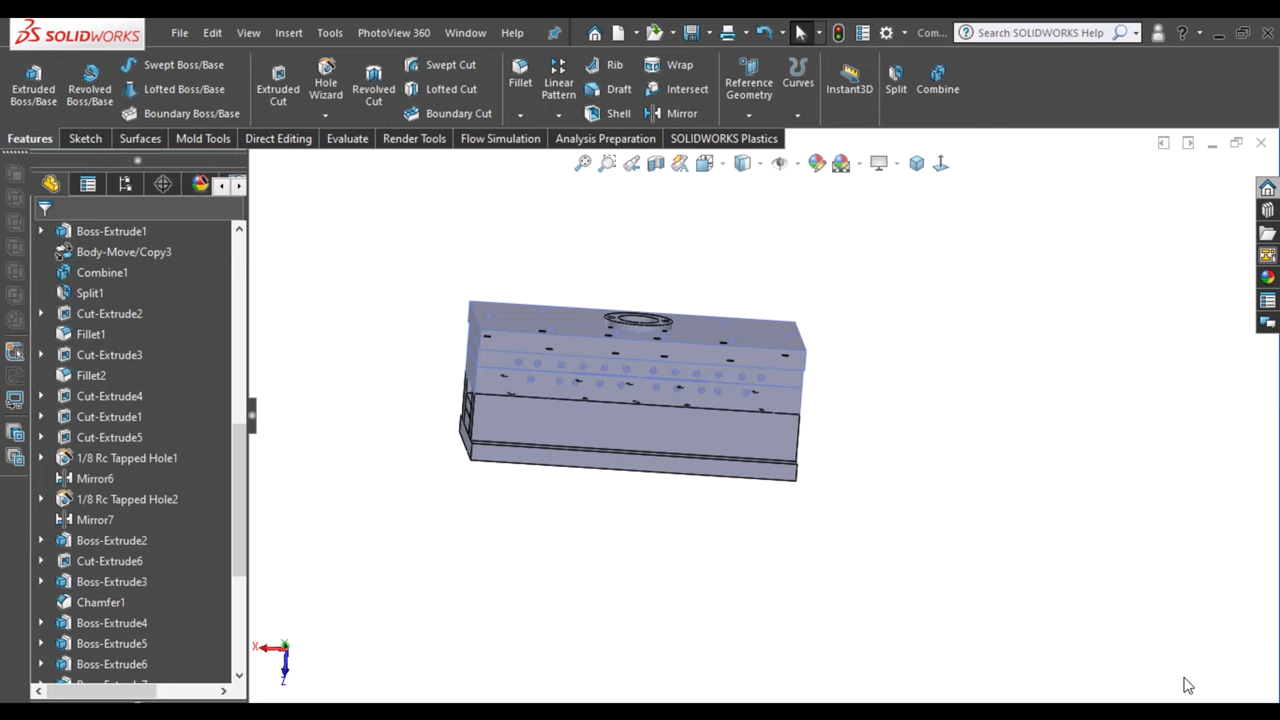 SOLIDWORKS File Edit View Insert Tools PhotoView 360 Window Help Com... Search SOLIDWORKS Help ?
Extruded Boss/Base
Revolved Boss/Base
Swept Boss/Base
Lofted Boss/Base
Boundary Boss/Base
Extruded Cut
Hole Wizard
Revolved Cut
Swept Cut
Lofted Cut
Boundary Cut
Fillet
Linear Pattern
Rib
Draft
Shell
Wrap
Intersect
Mirror
Reference Geometry
Curves
Instant3D
Split
Combine
Features Sketch Surfaces Mold Tools Direct Editing Evaluate Render Tools Flow Simulation Analysis Preparation SOLIDWORKS Plastics
Boss-Extrude1
Body-Move/Copy3
Combine1
Split1
Cut-Extrude2
Fillet1
Cut-Extrude3
Fillet2
Cut-Extrude4
Cut-Extrude1
Cut-Extrude5
1/8 Rc Tapped Hole1
Mirror6
1/8 Rc Tapped Hole2
Mirror7
Boss-Extrude2
Cut-Extrude6
Boss-Extrude3
Chamfer1
Boss-Extrude4
Boss-Extrude5
Boss-Extrude6
X
Y
Z